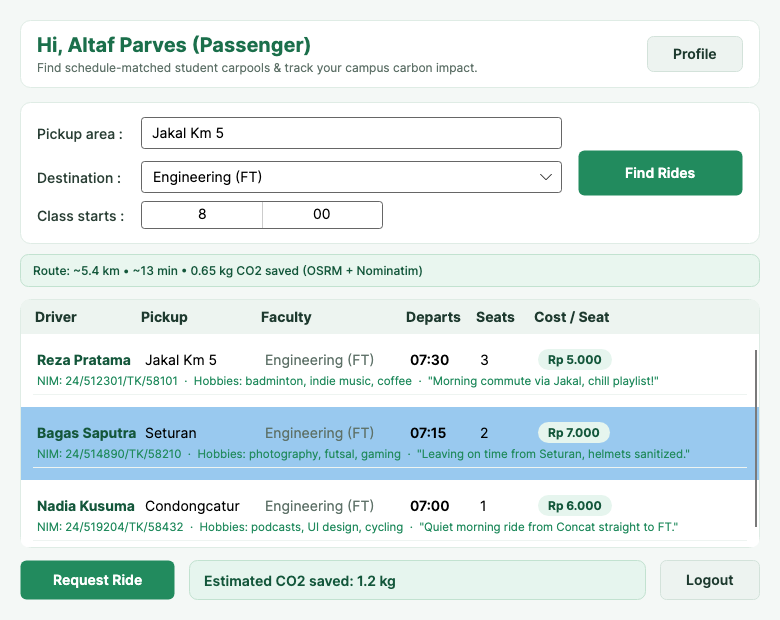 Hi, Altaf Parves (Passenger)
Find schedule-matched student carpools & track your campus carbon impact.
Profile
Pickup area :
Jakal Km 5
Destination :
Engineering (FT)
Find Rides
Class starts :
8 00
Route: ~5.4 km • ~13 min • 0.65 kg CO2 saved (OSRM + Nominatim)
Driver Pickup Faculty Departs Seats Cost / Seat
Reza Pratama Jakal Km 5 Engineering (FT) 07:30 3 Rp 5.000
NIM: 24/512301/TK/58101 · Hobbies: badminton, indie music, coffee · "Morning commute via Jakal, chill playlist!"
Bagas Saputra Seturan Engineering (FT) 07:15 2 Rp 7.000
NIM: 24/514890/TK/58210 · Hobbies: photography, futsal, gaming · "Leaving on time from Seturan, helmets sanitized."
Nadia Kusuma Condongcatur Engineering (FT) 07:00 1 Rp 6.000
NIM: 24/519204/TK/58432 · Hobbies: podcasts, UI design, cycling · "Quiet morning ride from Concat straight to FT."
Request Ride
Estimated CO2 saved: 1.2 kg
Logout